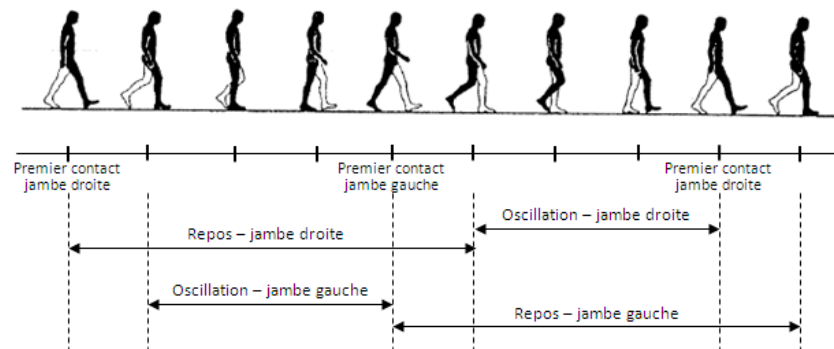 Premier contact
jambe droite
Premier contact
jambe gauche
Premier contact
jambe droite
Oscillation – jambe droite
Repos – jambe droite
Oscillation – jambe gauche
Repos – jambe gauche